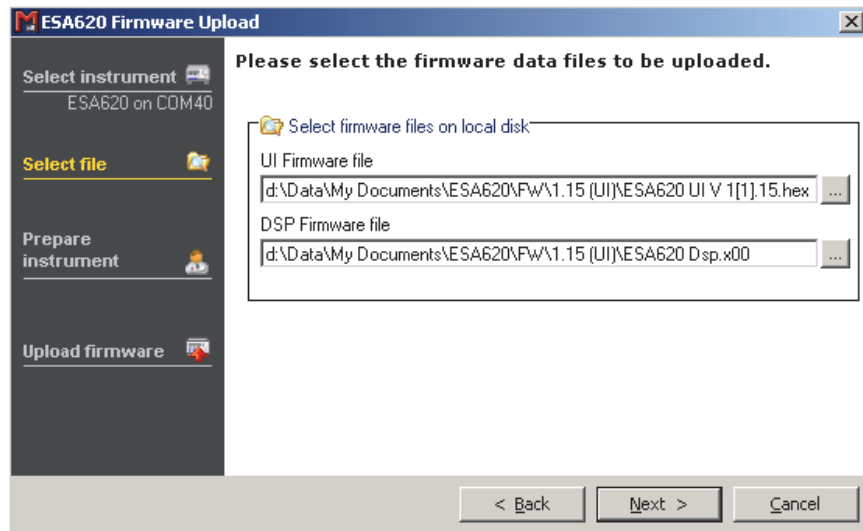 ESA620 Firmware Upload
Select instrument
ESA620 on COM40
Select file
Prepare
instrument
Upload firmware
Please select the firmware data files to be uploaded.
Select firmware files on local disk
UI Firmware file
d:\Data\My Documents\ESA620\FW\1.15 (UI)\ESA620 UI V 1[1].15.hex
...
DSP Firmware file
d:\Data\My Documents\ESA620\FW\1.15 (UI)\ESA620 Dsp.x00
...
< Back
Next >
Cancel